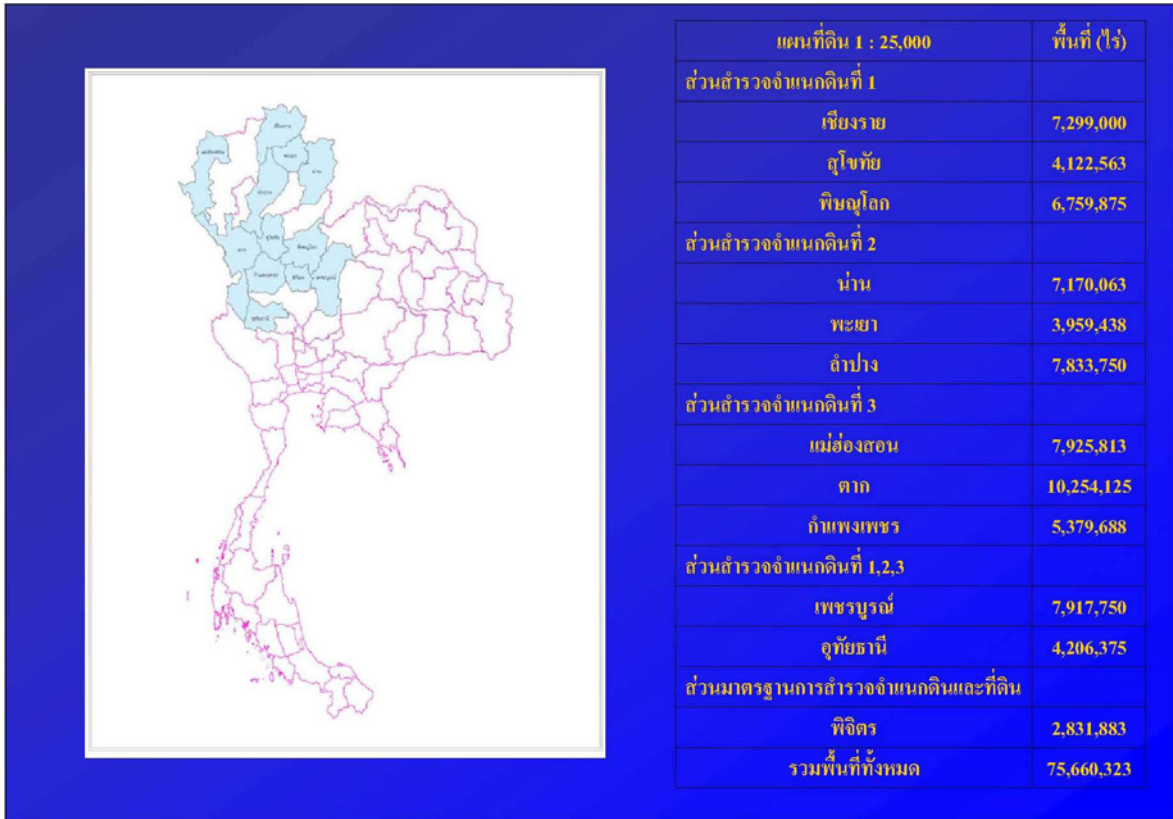 แผนที่ดิน 1 : 25,000 พื้นที่ (ไร่)
ส่วนสำรวจจำแนกดินที่ 1
เชียงราย 7,299,000
สุโขทัย 4,122,563
พิษณุโลก 6,759,875
ส่วนสำรวจจำแนกดินที่ 2
น่าน 7,170,063
พะเยา 3,959,438
ลำปาง 7,833,750
ส่วนสำรวจจำแนกดินที่ 3
แม่ฮ่องสอน 7,925,813
ตาก 10,254,125
กำแพงเพชร 5,379,688
ส่วนสำรวจจำแนกดินที่ 1,2,3
เพชรบูรณ์ 7,917,750
อุทัยธานี 4,206,375
ส่วนมาตรฐานการสำรวจจำแนกดินและที่ดิน
พิจิตร 2,831,883
รวมพื้นที่ทั้งหมด 75,660,323